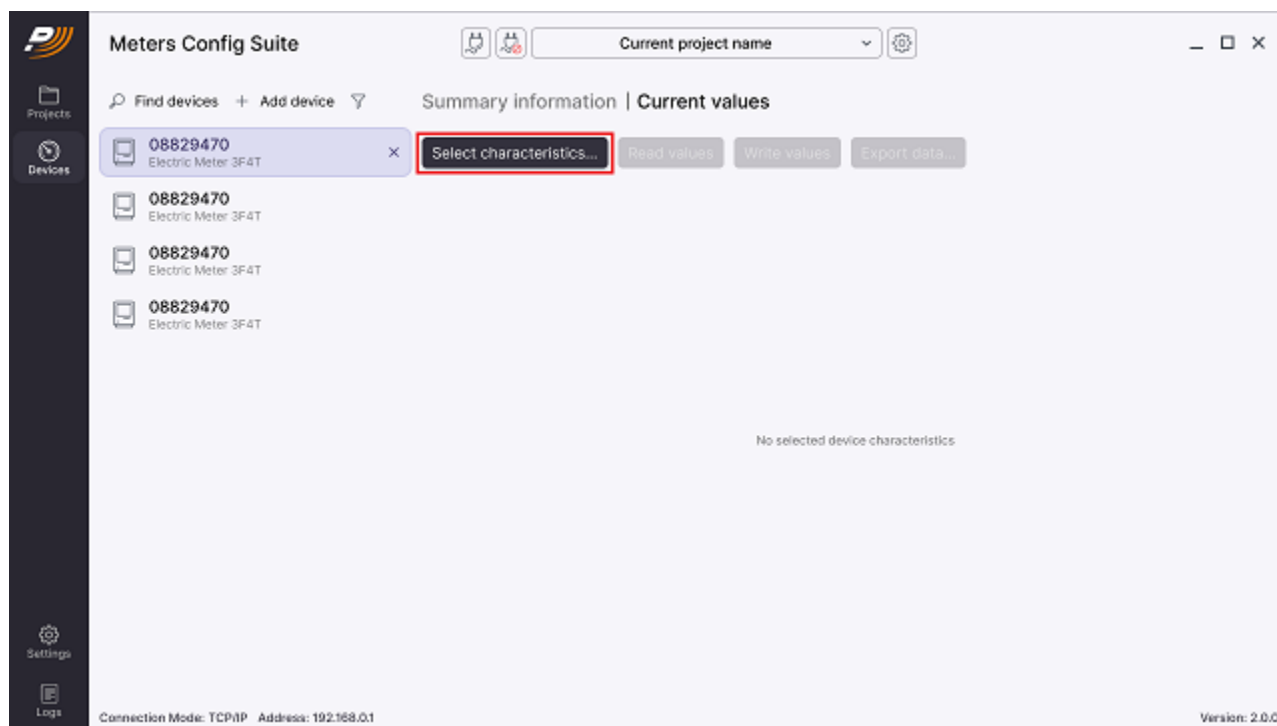 Meters Config Suite
Current project name
Projects
Devices
Find devices + Add device
Summary information | Current values
08829470
Electric Meter 3F4T
Select characteristics...
Read values
Write values
Export data...
08829470
Electric Meter 3F4T
08829470
Electric Meter 3F4T
08829470
Electric Meter 3F4T
No selected device characteristics
Settings
Logs
Connection Mode: TCP/IP Address: 192.168.0.1
Version: 2.0.0